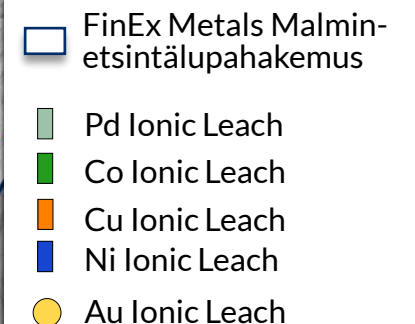 FinEx Metals Malmin-
etsintälupahakemus
Pd Ionic Leach
Co Ionic Leach
Cu Ionic Leach
Ni Ionic Leach
Au Ionic Leach